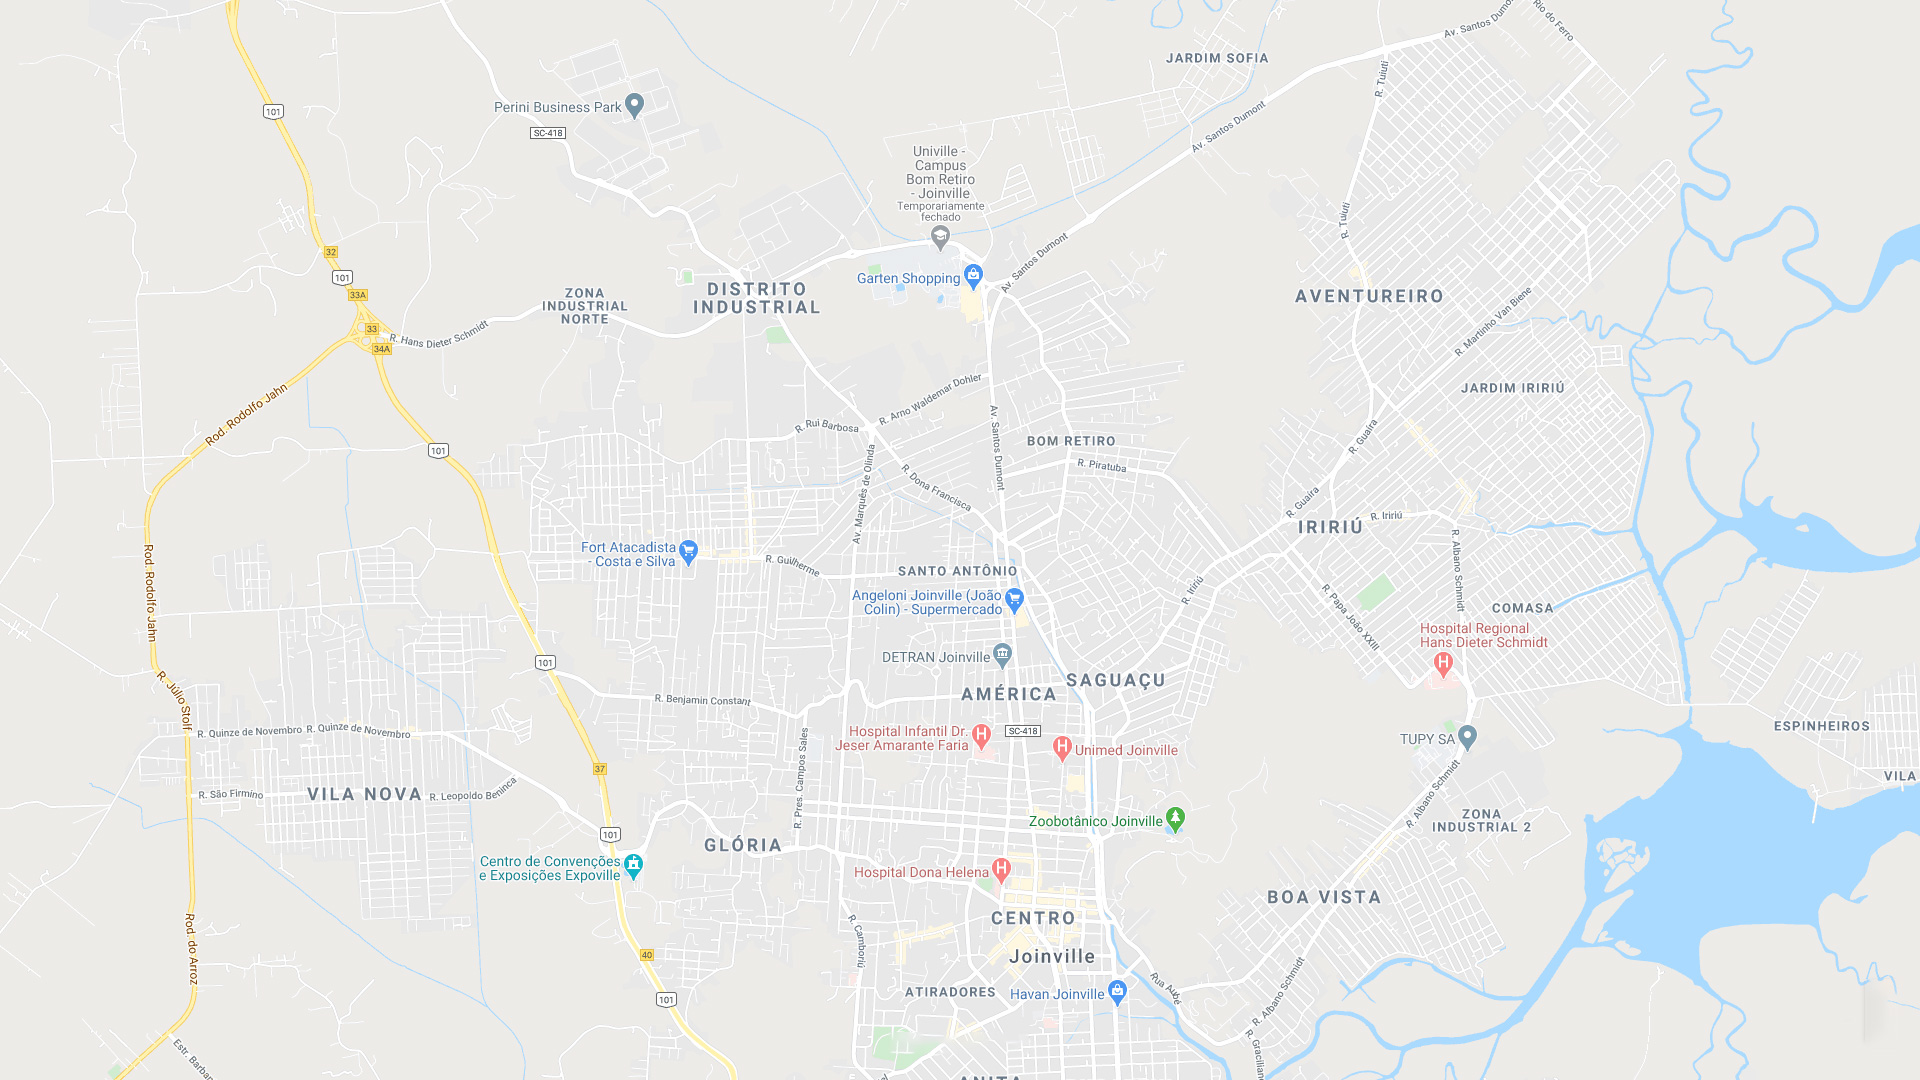 Av. Santos Dumont
Rio do Ferro
JARDIM SOFIA
R. Tuiuti
Perini Business Park
101
SC-418
Av. Santos Dumont
Univille -
Campus
Bom Retiro
- Joinville
Temporariamente
fechado
R. Tuiuti
Av. Santos Dumont
32
101
33A
33
34A
Garten Shopping
DISTRITO
INDUSTRIAL
ZONA
INDUSTRIAL
NORTE
AVENTUREIRO
R. Hans Dieter Schmidt
R. Martinho Van Biene
Rod. Rodolfo Jahn
R. Arno Waldemar Dohler
JARDIM IRIRIÚ
R. Rui Barbosa
Av. Santos Dumont
BOM RETIRO
R. Guaíra
101
R. Piratuba
Av. Marquês de Olinda
R. Dona Francisca
R. Guaíra
R. Iririú
IRIRIÚ
Fort Atacadista
- Costa e Silva
R. Guilherme
SANTO ANTÔNIO
R. Albano Schmidt
Rod. Rodolfo Jahn
Angeloni Joinville (João
Colin) - Supermercado
R. Iririú
R. Papa João XXIII
COMASA
Hospital Regional
Hans Dieter Schmidt
DETRAN Joinville
101
SAGUAÇU
AMÉRICA
R. Júlio Stolf
R. Benjamin Constant
R. Quinze de Novembro
R. Quinze de Novembro
Hospital Infantil Dr.
Jeser Amarante Faria
SC-418
Unimed Joinville
TUPY SA
ESPINHEIROS
37
R. Pres. Campos Sales
VILA
VILA NOVA
R. São Firmino
R. Leopoldo Beninca
R. Albano Schmidt
Zoobotânico Joinville
ZONA
INDUSTRIAL 2
101
GLÓRIA
Centro de Convenções
e Exposições Expoville
Hospital Dona Helena
BOA VISTA
CENTRO
R. Camboriú
Rod. do Arroz
40
Joinville
ATIRADORES
Havan Joinville
Rua Aubé
R. Albano Schmidt
101
Estr. Barban
R. Gracilian
ANITA